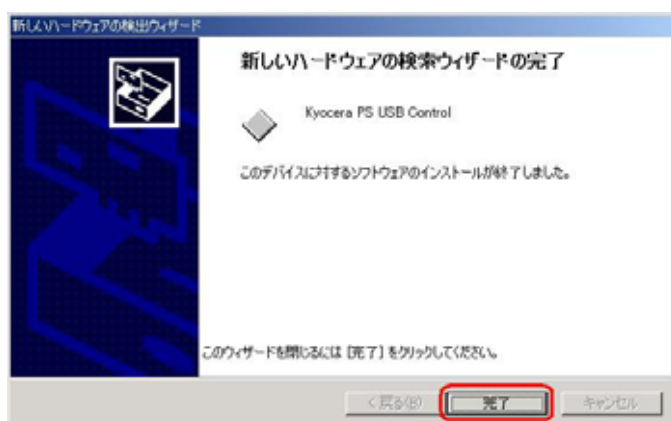 新しいハードウェアの検出ウィザード
新しいハードウェアの検索ウィザードの完了
Kyocera PS USB Control
このデバイスに対するソフトウェアのインストールが終了しました。
このウィザードを閉じるには [完了] をクリックしてください。
< 戻る(B)
完了
キャンセル